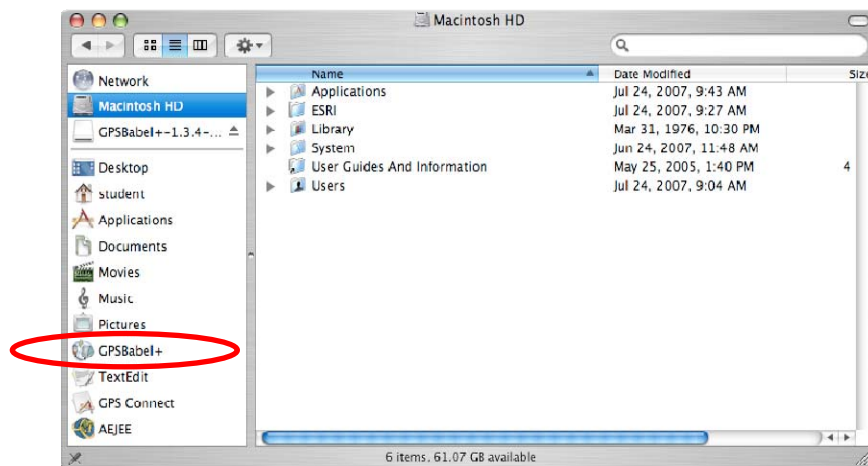 Macintosh HD
Network
Macintosh HD
GPSBabel+-1.3.4-...
Desktop
student
Applications
Documents
Movies
Music
Pictures
GPSBabel+
TextEdit
GPS Connect
AEJEE
Name Date Modified Size
Applications Jul 24, 2007, 9:43 AM
ESRI Jul 24, 2007, 9:27 AM
Library Mar 31, 1976, 10:30 PM
System Jun 24, 2007, 11:48 AM
User Guides And Information May 25, 2005, 1:40 PM 4
Users Jul 24, 2007, 9:04 AM
6 items, 61.07 GB available